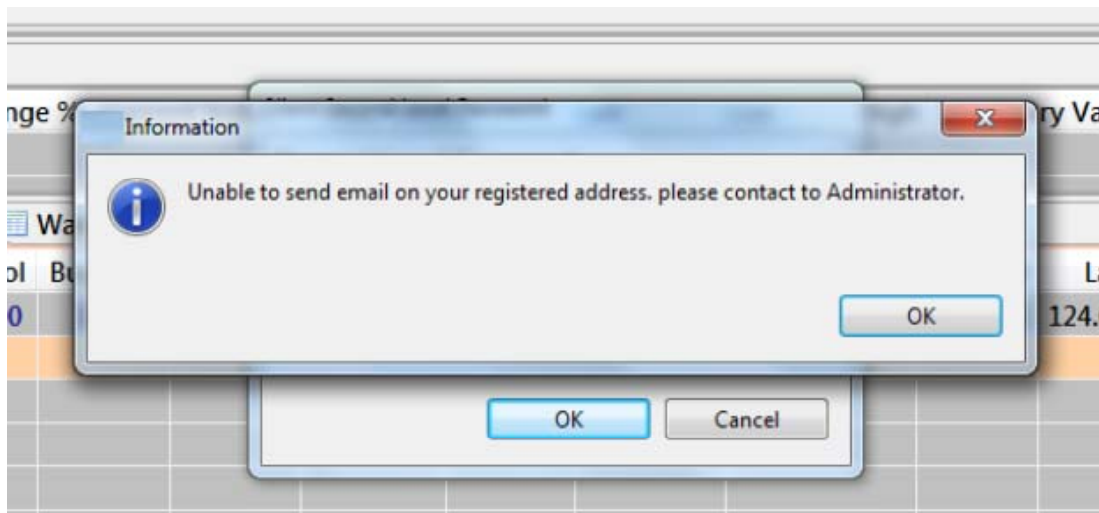 Information
Unable to send email on your registered address. please contact to Administrator.
OK
OK Cancel
nge %
ry Va
Wa
ol Bu La
0 124.